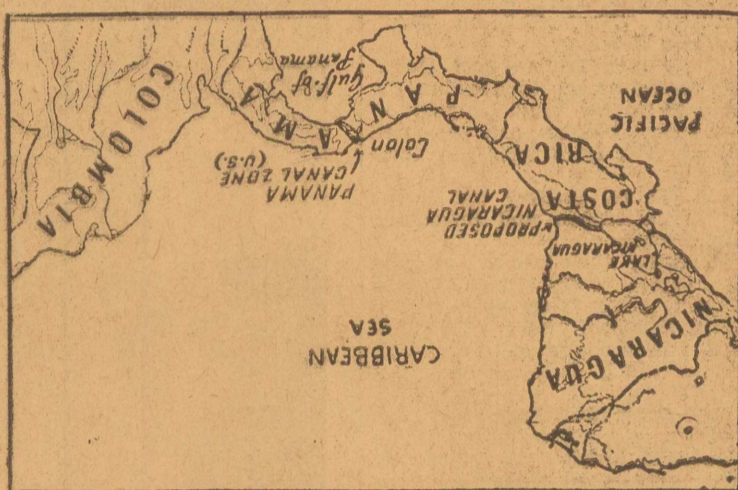 NICARAGUA
CARIBBEAN
SEA
LAKE
NICARAGUA
PROPOSED
NICARAGUA
CANAL
COSTA
RICA
PANAMA
CANAL ZONE
(U.S.)
COLOMBIA
Colon
PACIFIC
OCEAN
PANAMA
Gulf of
Panama